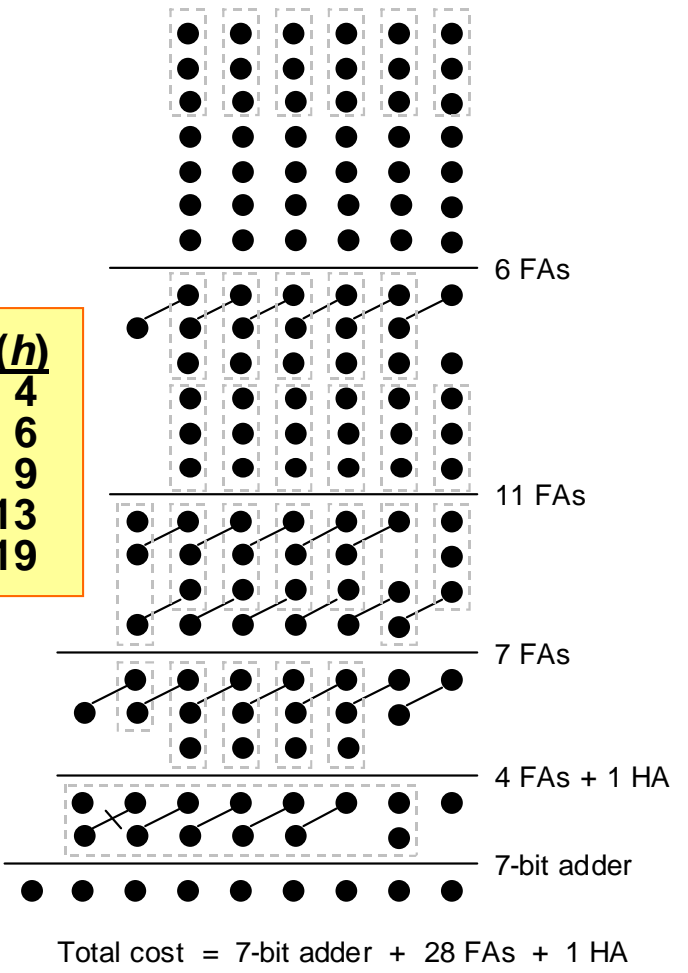 6 FAs
(h)
4
6
9
13
19
11 FAs
7 FAs
4 FAs + 1 HA
7-bit adder
Total cost = 7-bit adder + 28 FAs + 1 HA